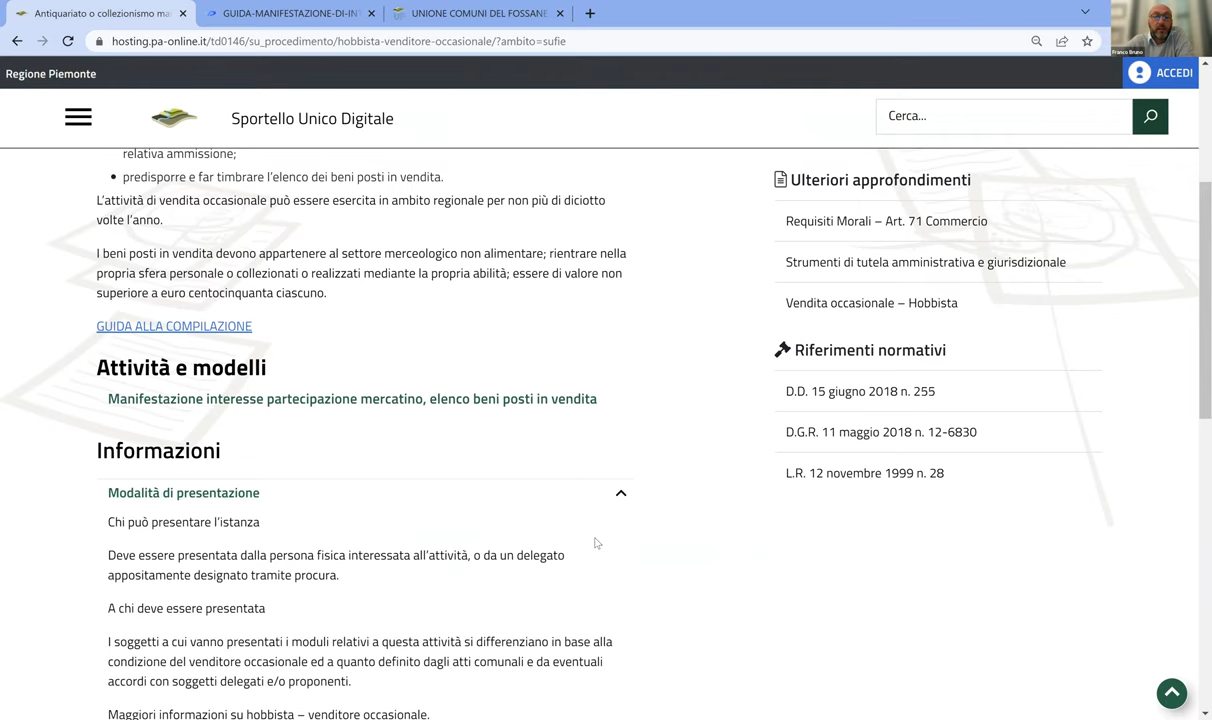 Antiquariato o collezionismo ma
GUIDA-MANIFESTAZIONE-DI-INT
UNIONE COMUNI DEL FOSSANE
hosting.pa-online.it/td0146/su_procedimento/hobbista-venditore-occasionale/?ambito=sufie
Franco Bruno
Regione Piemonte
ACCEDI
Sportello Unico Digitale
Cerca...
relativa ammissione;
• predisporre e far timbrare l'elenco dei beni posti in vendita.
L'attività di vendita occasionale può essere esercita in ambito regionale per non più di diciotto
volte l'anno.
I beni posti in vendita devono appartenere al settore merceologico non alimentare; rientrare nella
propria sfera personale o collezionati o realizzati mediante la propria abilità; essere di valore non
superiore a euro centocinquanta ciascuno.
GUIDA ALLA COMPILAZIONE
Attività e modelli
Manifestazione interesse partecipazione mercatino, elenco beni posti in vendita
Informazioni
Modalità di presentazione
Chi può presentare l'istanza
Deve essere presentata dalla persona fisica interessata all'attività, o da un delegato
appositamente designato tramite procura.
A chi deve essere presentata
I soggetti a cui vanno presentati i moduli relativi a questa attività si differenziano in base alla
condizione del venditore occasionale ed a quanto definito dagli atti comunali e da eventuali
accordi con soggetti delegati e/o proponenti.
Maggiori informazioni su hobbista – venditore occasionale.
Ulteriori approfondimenti
Requisiti Morali – Art. 71 Commercio
Strumenti di tutela amministrativa e giurisdizionale
Vendita occasionale – Hobbista
Riferimenti normativi
D.D. 15 giugno 2018 n. 255
D.G.R. 11 maggio 2018 n. 12-6830
L.R. 12 novembre 1999 n. 28